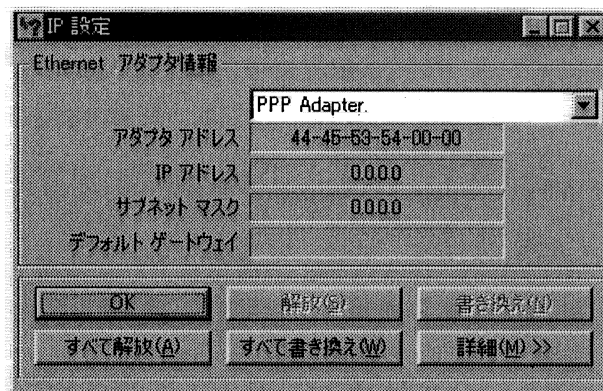 IP 設定
Ethernet アダプタ情報
PPP Adapter.
アダプタ アドレス 44-45-53-54-00-00
IP アドレス 0.0.0.0
サブネット マスク 0.0.0.0
デフォルト ゲートウェイ
OK 解放(S) 書き換え(N)
すべて解放(A) すべて書き換え(W) 詳細(M) >>